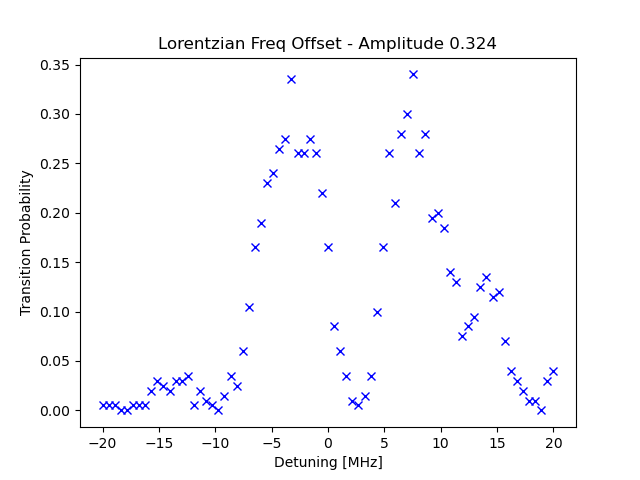 Lorentzian Freq Offset - Amplitude 0.324
Transition Probability
0.35
0.30
0.25
0.20
0.15
0.10
0.05
0.00
−20 −15 −10 −5 0 5 10 15 20
Detuning [MHz]